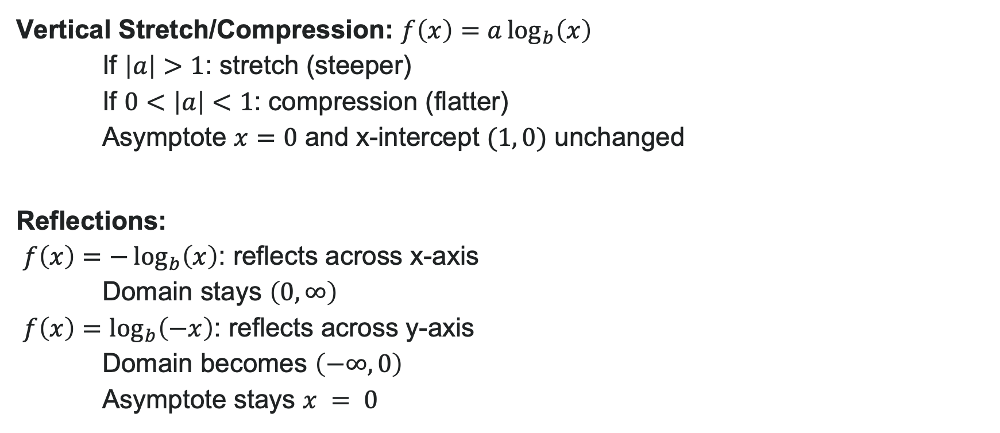 Vertical Stretch/Compression: f(x) = a log_b(x)
If |a| > 1: stretch (steeper)
If 0 < |a| < 1: compression (flatter)
Asymptote x = 0 and x-intercept (1, 0) unchanged
Reflections:
f(x) = − log_b(x): reflects across x-axis
Domain stays (0, ∞)
f(x) = log_b(−x): reflects across y-axis
Domain becomes (−∞, 0)
Asymptote stays x = 0